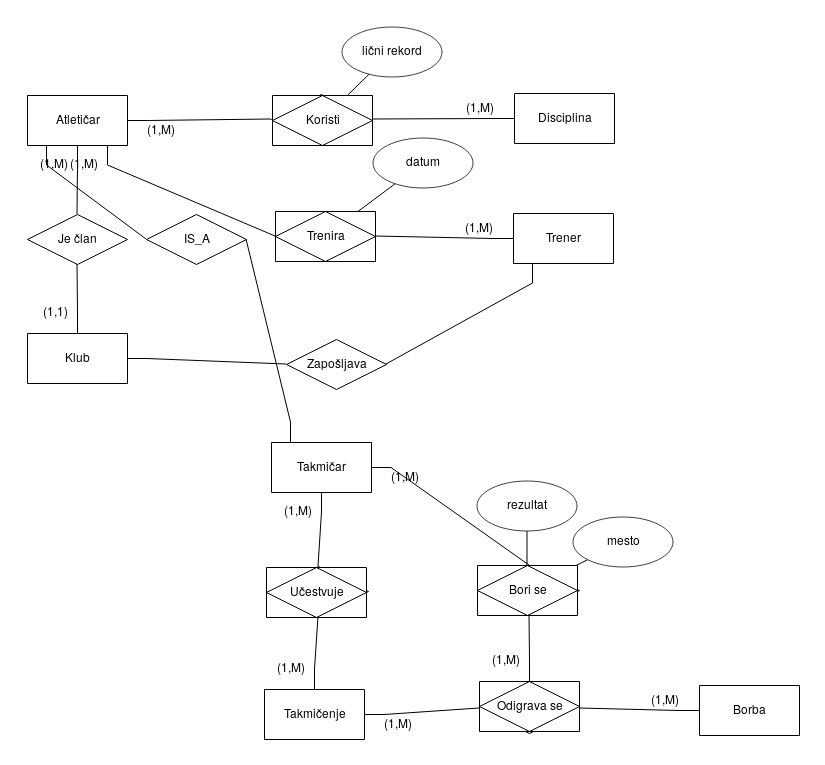 lični rekord
Atletičar
Koristi
Disciplina
(1,M)
(1,M)
datum
(1,M)
(1,M)
Je član
IS_A
Trenira
(1,M)
Trener
(1,1)
Klub
Zapošljava
Takmičar
(1,M)
(1,M)
rezultat
mesto
Učestvuje
Bori se
(1,M)
(1,M)
Takmičenje
(1,M)
Odigrava se
(1,M)
Borba